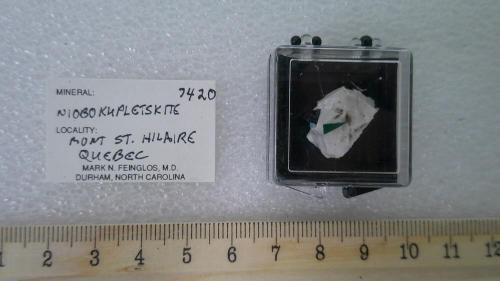 MINERAL: 7420
NIOBOKUPLETSKITE
LOCALITY:
MONT ST. HILAIRE
QUEBEC
MARK N. FEINGLOS, M.D.
DURHAM, NORTH CAROLINA
1 2 3 4 5 6 7 8 9 10 11 12